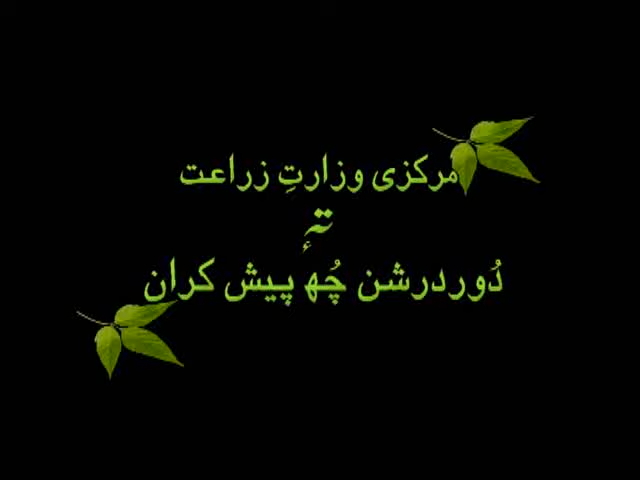 مرکزی وزارتِ زراعت
تہٕ
دُوردرشن چُھ پیش کران